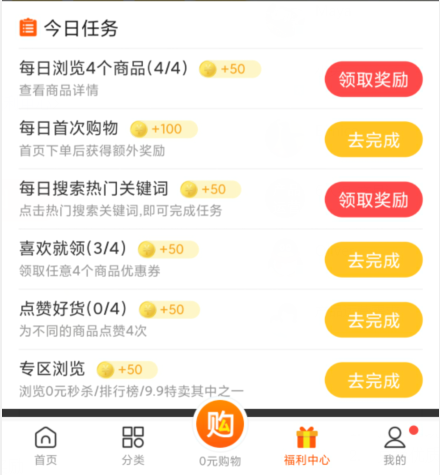 今日任务
每日浏览4个商品(4/4) +50
查看商品详情
领取奖励
每日首次购物 +100
首页下单后获得额外奖励
去完成
每日搜索热门关键词 +50
点击热门搜索关键词,即可完成任务
领取奖励
喜欢就领(3/4) +50
领取任意4个商品优惠券
去完成
点赞好货(0/4) +50
为不同的商品点赞4次
去完成
专区浏览 +50
浏览0元秒杀/排行榜/9.9特卖其中之一
去完成
购
首页 分类 0元购物 福利中心 我的